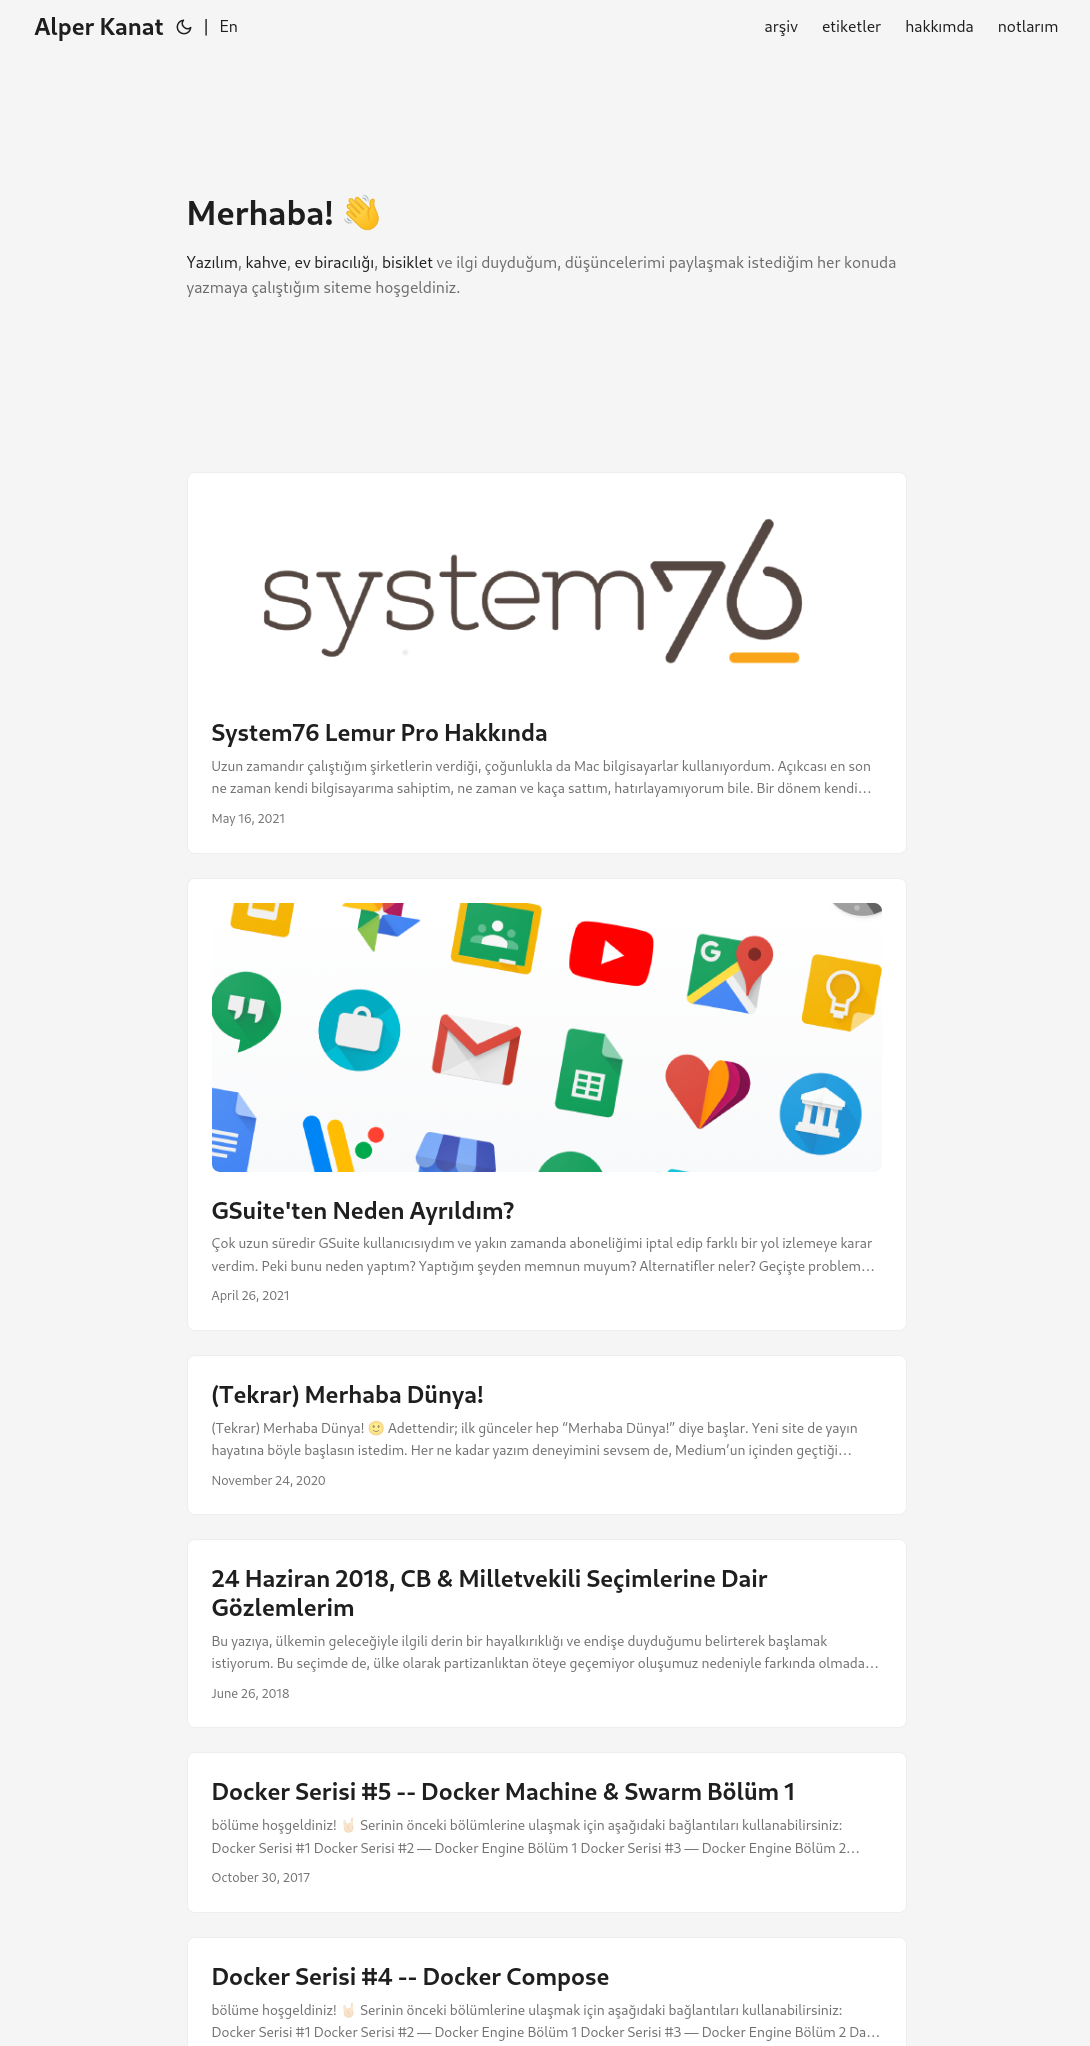 Alper Kanat | En arşiv etiketler hakkımda notlarım
Merhaba! 👋
Yazılım, kahve, ev biracılığı, bisiklet ve ilgi duyduğum, düşüncelerimi paylaşmak istediğim her konuda
yazmaya çalıştığım siteme hoşgeldiniz.
system76
System76 Lemur Pro Hakkında
Uzun zamandır çalıştığım şirketlerin verdiği, çoğunlukla da Mac bilgisayarlar kullanıyordum. Açıkcası en son
ne zaman kendi bilgisayarıma sahiptim, ne zaman ve kaça sattım, hatırlayamıyorum bile. Bir dönem kendi…
May 16, 2021
G
GSuite'ten Neden Ayrıldım?
Çok uzun süredir GSuite kullanıcısıydım ve yakın zamanda aboneliğimi iptal edip farklı bir yol izlemeye karar
verdim. Peki bunu neden yaptım? Yaptığım şeyden memnun muyum? Alternatifler neler? Geçişte problem…
April 26, 2021
(Tekrar) Merhaba Dünya!
(Tekrar) Merhaba Dünya! 🙂 Adettendir; ilk günceler hep “Merhaba Dünya!” diye başlar. Yeni site de yayın
hayatına böyle başlasın istedim. Her ne kadar yazım deneyimini sevsem de, Medium’un içinden geçtiği…
November 24, 2020
24 Haziran 2018, CB & Milletvekili Seçimlerine Dair
Gözlemlerim
Bu yazıya, ülkemin geleceğiyle ilgili derin bir hayalkırıklığı ve endişe duyduğumu belirterek başlamak
istiyorum. Bu seçimde de, ülke olarak partizanlıktan öteye geçemiyor oluşumuz nedeniyle farkında olmada…
June 26, 2018
Docker Serisi #5 -- Docker Machine & Swarm Bölüm 1
bölüme hoşgeldiniz! 🤘🏻 Serinin önceki bölümlerine ulaşmak için aşağıdaki bağlantıları kullanabilirsiniz:
Docker Serisi #1 Docker Serisi #2 — Docker Engine Bölüm 1 Docker Serisi #3 — Docker Engine Bölüm 2…
October 30, 2017
Docker Serisi #4 -- Docker Compose
bölüme hoşgeldiniz! 🤘🏻 Serinin önceki bölümlerine ulaşmak için aşağıdaki bağlantıları kullanabilirsiniz:
Docker Serisi #1 Docker Serisi #2 — Docker Engine Bölüm 1 Docker Serisi #3 — Docker Engine Bölüm 2 Da…